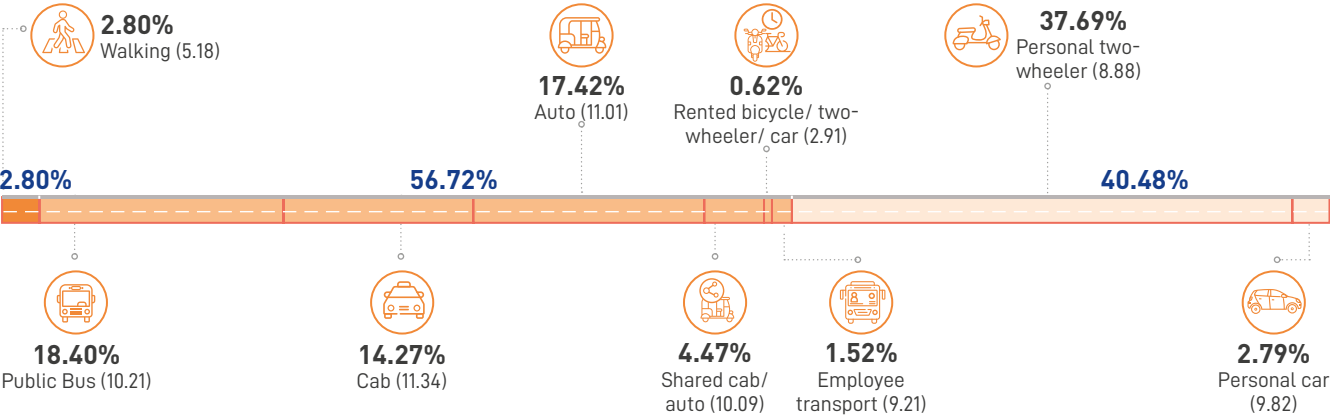 2.80%
Walking (5.18)
17.42%
Auto (11.01)
0.62%
Rented bicycle/ two-
wheeler/ car (2.91)
37.69%
Personal two-
wheeler (8.88)
2.80%
56.72%
40.48%
18.40%
Public Bus (10.21)
14.27%
Cab (11.34)
4.47%
Shared cab/
auto (10.09)
1.52%
Employee
transport (9.21)
2.79%
Personal car
(9.82)